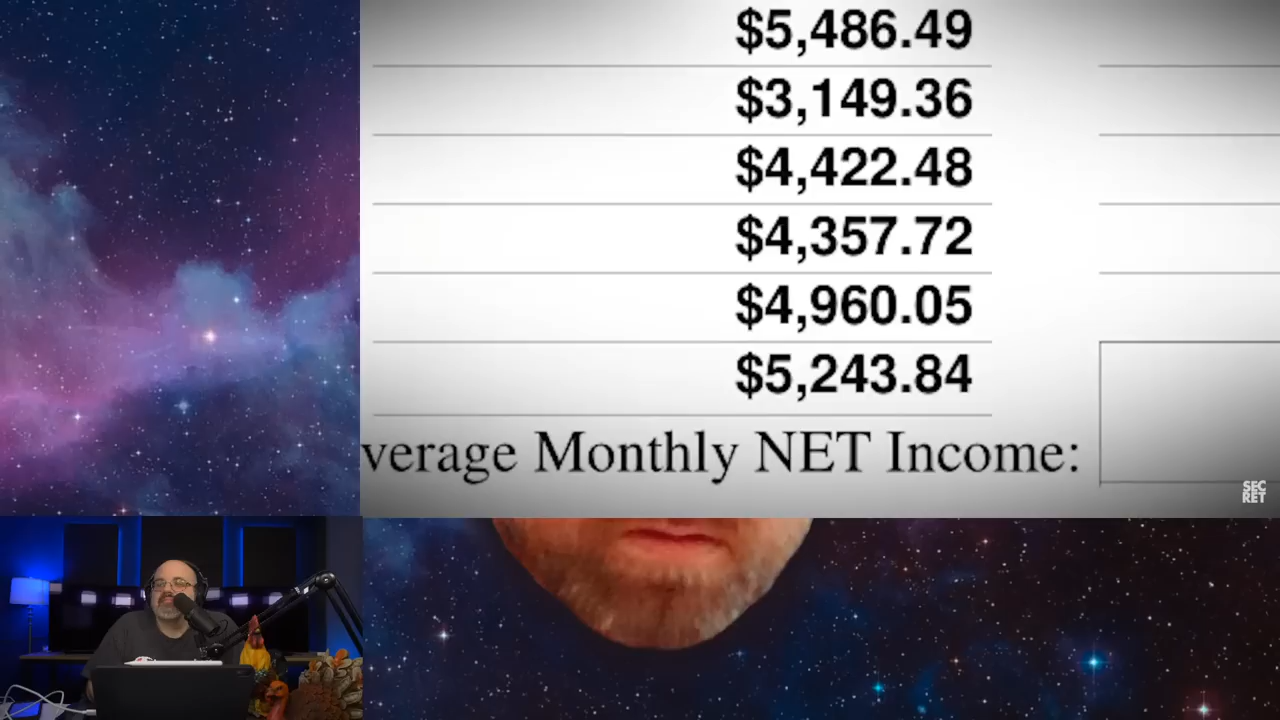 $5,486.49
$3,149.36
$4,422.48
$4,357.72
$4,960.05
$5,243.84
verage Monthly NET Income:
SEC
RET